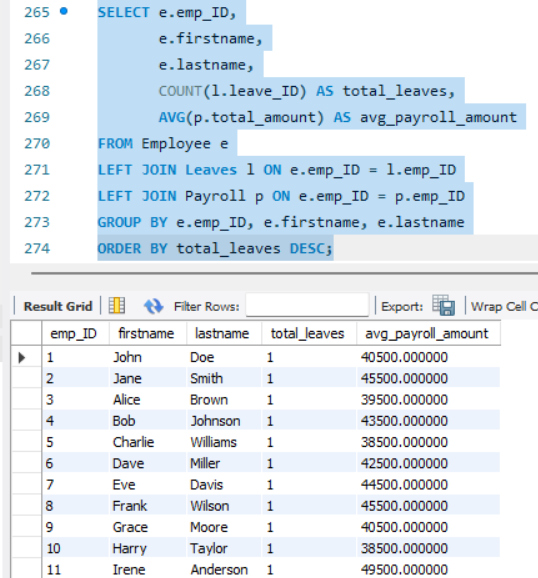 265 SELECT e.emp_ID,
266 e.firstname,
267 e.lastname,
268 COUNT(l.leave_ID) AS total_leaves,
269 AVG(p.total_amount) AS avg_payroll_amount
270 FROM Employee e
271 LEFT JOIN Leaves l ON e.emp_ID = l.emp_ID
272 LEFT JOIN Payroll p ON e.emp_ID = p.emp_ID
273 GROUP BY e.emp_ID, e.firstname, e.lastname
274 ORDER BY total_leaves DESC;
Result Grid Filter Rows: Export: Wrap Cell C
emp_ID firstname lastname total_leaves avg_payroll_amount
1 John Doe 1 40500.000000
2 Jane Smith 1 45500.000000
3 Alice Brown 1 39500.000000
4 Bob Johnson 1 43500.000000
5 Charlie Williams 1 38500.000000
6 Dave Miller 1 42500.000000
7 Eve Davis 1 44500.000000
8 Frank Wilson 1 45500.000000
9 Grace Moore 1 40500.000000
10 Harry Taylor 1 38500.000000
11 Irene Anderson 1 49500.000000